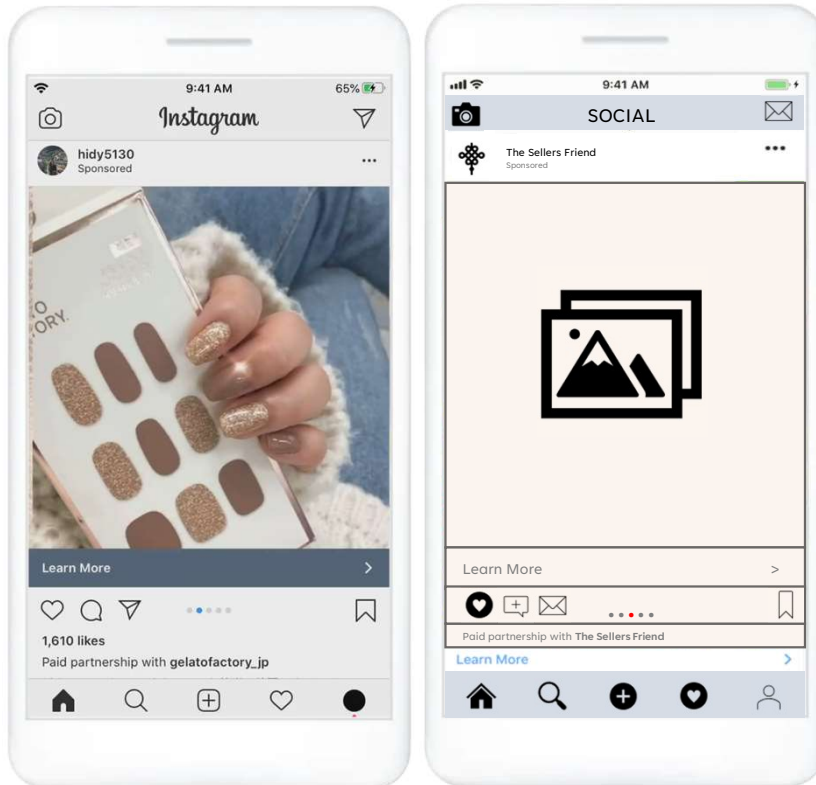 9:41 AM
65%
Instagram
hidy5130
Sponsored
O
ORY.
Learn More
1,610 likes
Paid partnership with gelatofactory_jp
9:41 AM
SOCIAL
The Sellers Friend
Sponsored
Learn More >
Paid partnership with The Sellers Friend
Learn More >